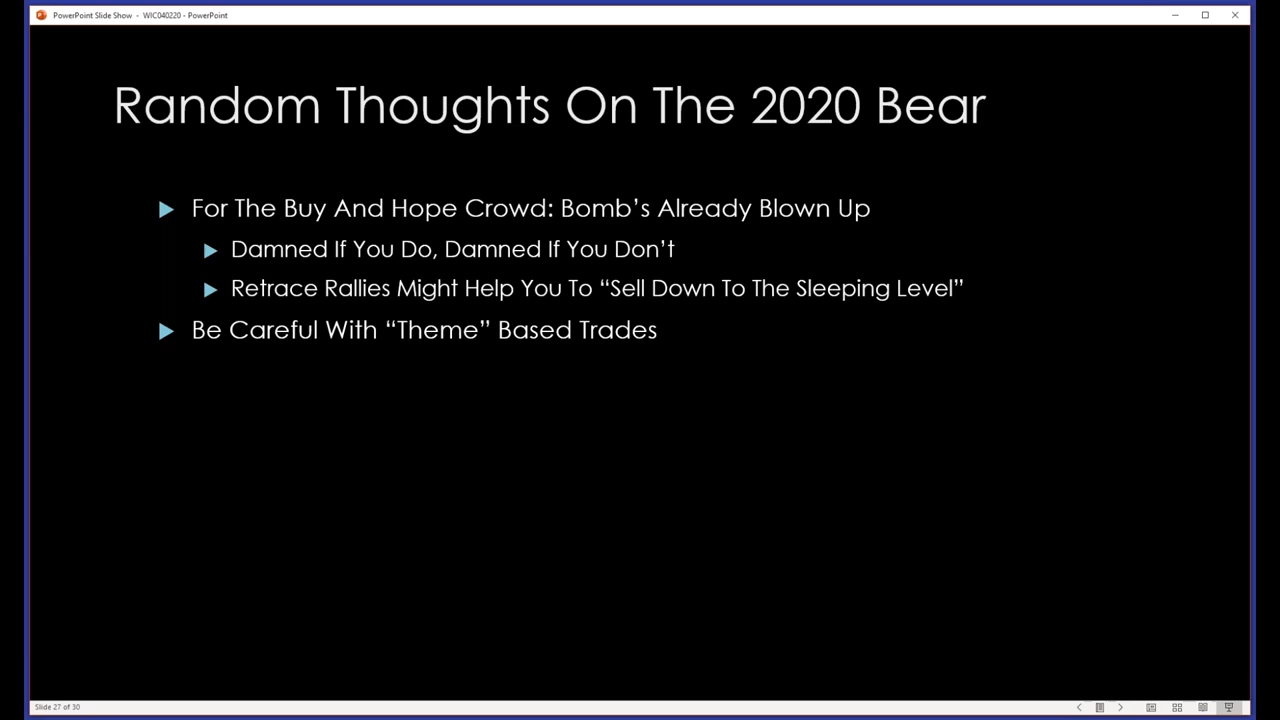 PowerPoint Slide Show - WIC040220 - PowerPoint
Random Thoughts On The 2020 Bear
For The Buy And Hope Crowd: Bomb’s Already Blown Up
Damned If You Do, Damned If You Don’t
Retrace Rallies Might Help You To “Sell Down To The Sleeping Level”
Be Careful With “Theme” Based Trades
Slide 27 of 30